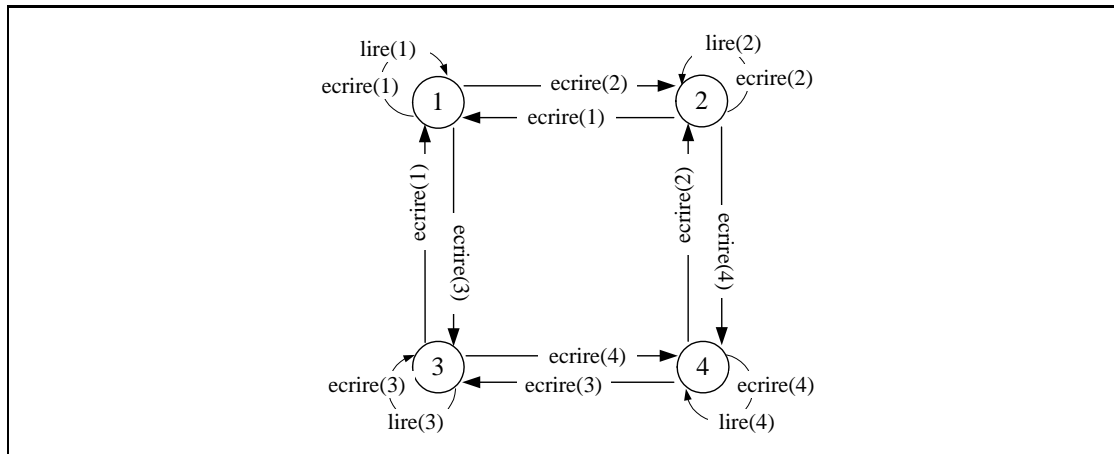 lire(1)
ecrire(1)
1
ecrire(2)
ecrire(1)
lire(2)
ecrire(2)
2
ecrire(1)
ecrire(3)
ecrire(2)
ecrire(4)
3
ecrire(3)
lire(3)
ecrire(4)
ecrire(3)
4
ecrire(4)
lire(4)